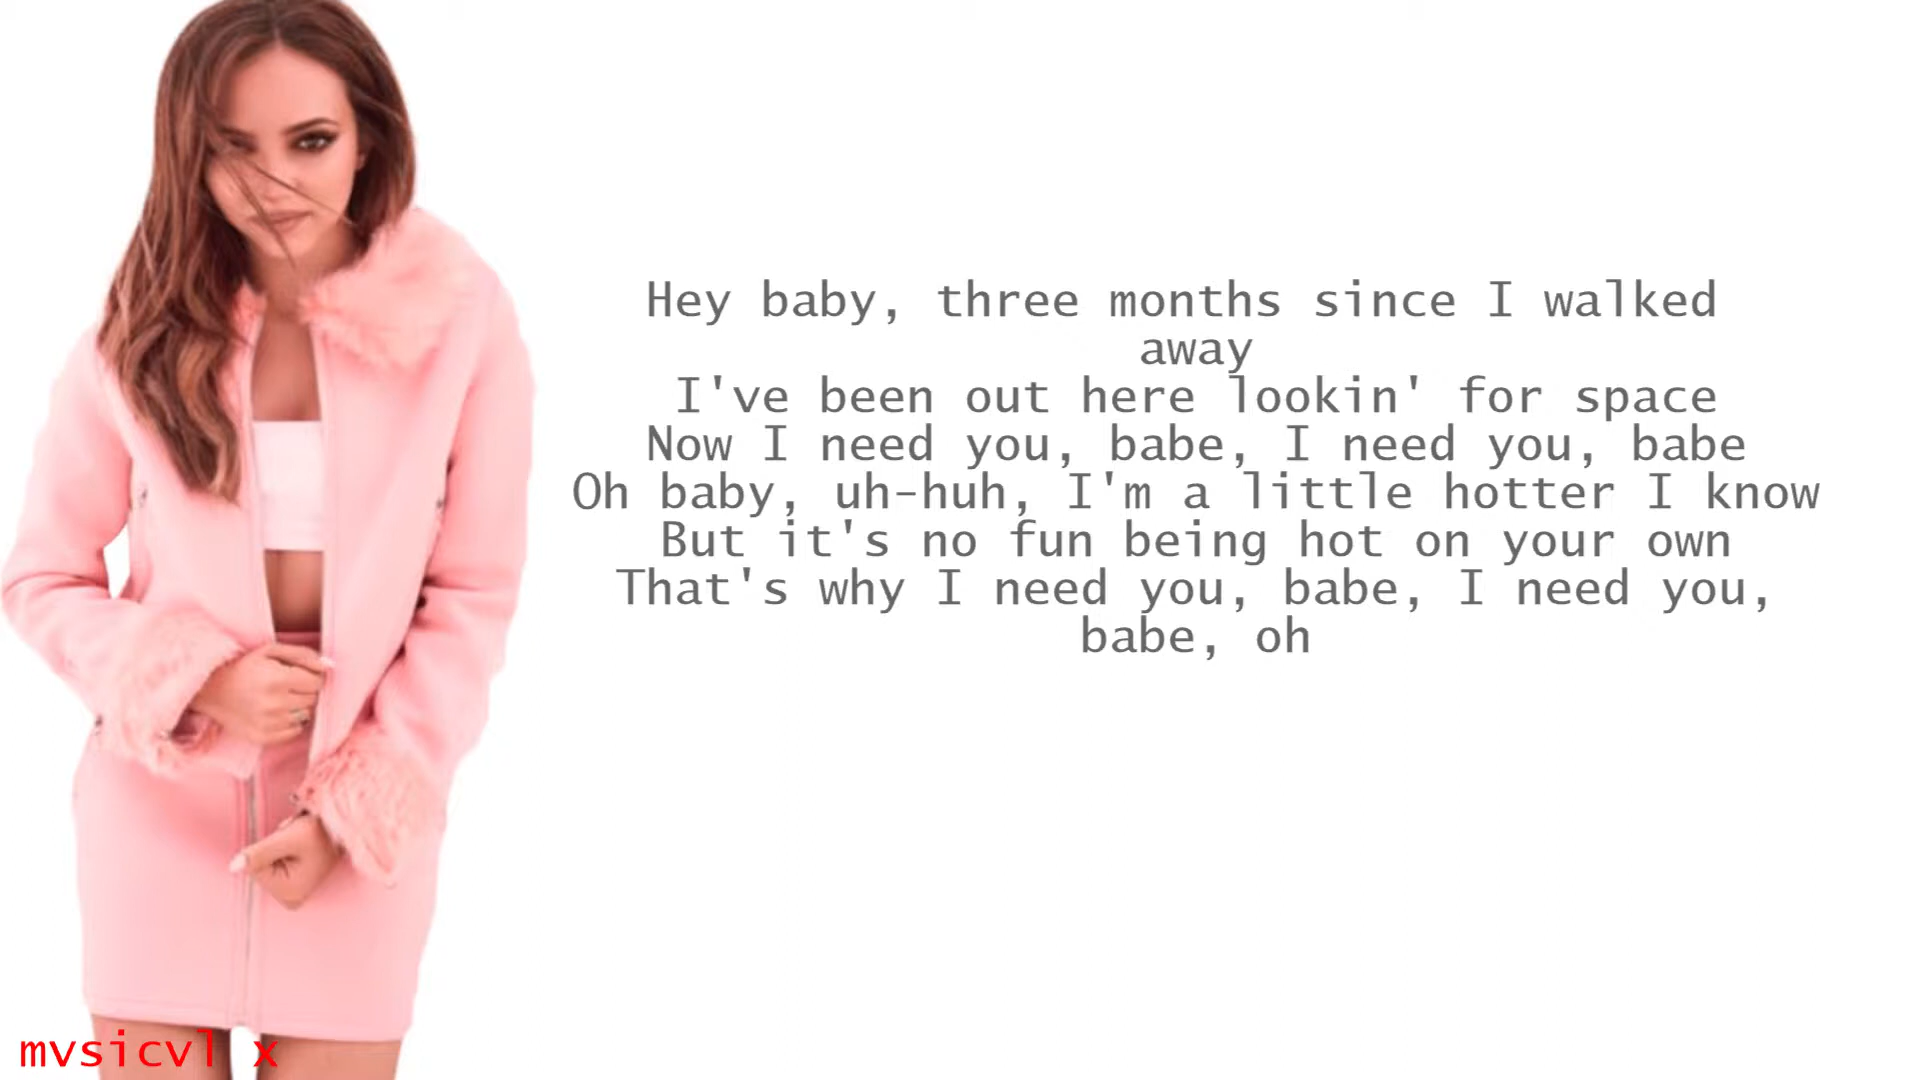 Hey baby, three months since I walked
away
I've been out here lookin' for space
Now I need you, babe, I need you, babe
Oh baby, uh-huh, I'm a little hotter I know
But it's no fun being hot on your own
That's why I need you, babe, I need you,
babe, oh
mvsicvl x